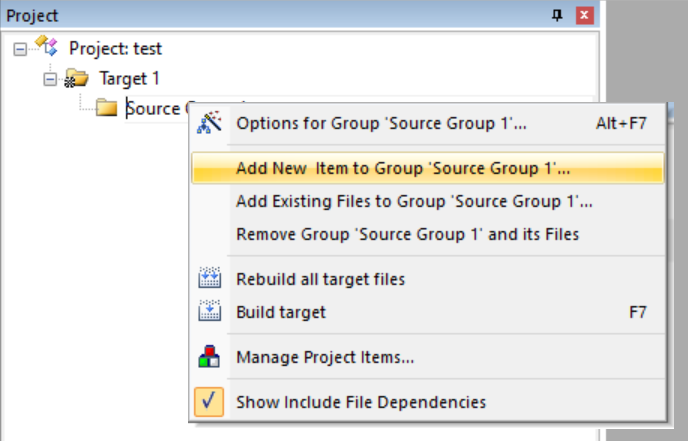 Project
Project: test
Target 1
Source
Options for Group 'Source Group 1'... Alt+F7
Add New  Item to Group 'Source Group 1'...
Add Existing Files to Group 'Source Group 1'...
Remove Group 'Source Group 1' and its Files
Rebuild all target files
Build target F7
Manage Project Items...
Show Include File Dependencies